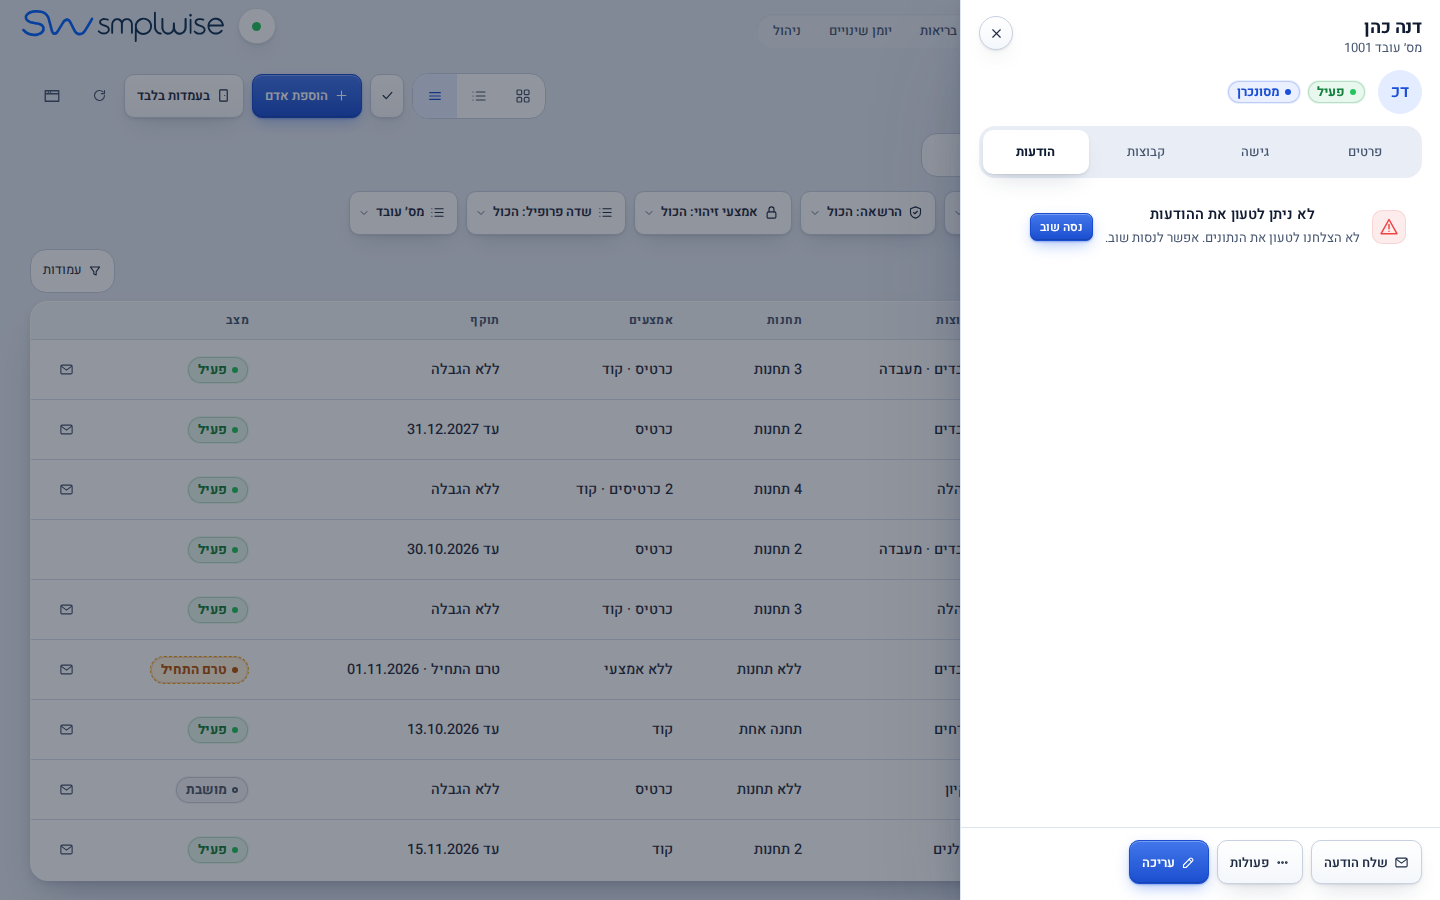 דנה כהן
מס׳ עובד 1001
דכ
פעיל
מסונכרן
פרטים
גישה
קבוצות
הודעות
לא ניתן לטעון את ההודעות
לא הצלחנו לטעון את הנתונים. אפשר לנסות שוב.
נסה שוב
שלח הודעה
פעולות
עריכה
smplwise
בריאות
יומן שינויים
ניהול
הוספת אדם
בעמדות בלבד
הרשאה: הכול
אמצעי זיהוי: הכול
שדה פרופיל: הכול
מס׳ עובד
עמודות
תחנות
אמצעים
תוקף
מצב
מעבדה
3 תחנות
כרטיס · קוד
ללא הגבלה
פעיל
2 תחנות
כרטיס
עד 31.12.2027
פעיל
4 תחנות
2 כרטיסים · קוד
ללא הגבלה
פעיל
מעבדה
2 תחנות
כרטיס
עד 30.10.2026
פעיל
3 תחנות
כרטיס · קוד
ללא הגבלה
פעיל
ללא תחנות
ללא אמצעי
טרם התחיל · 01.11.2026
טרם התחיל
תחנה אחת
קוד
עד 13.10.2026
פעיל
ללא תחנות
כרטיס
ללא הגבלה
מושבת
2 תחנות
קוד
עד 15.11.2026
פעיל